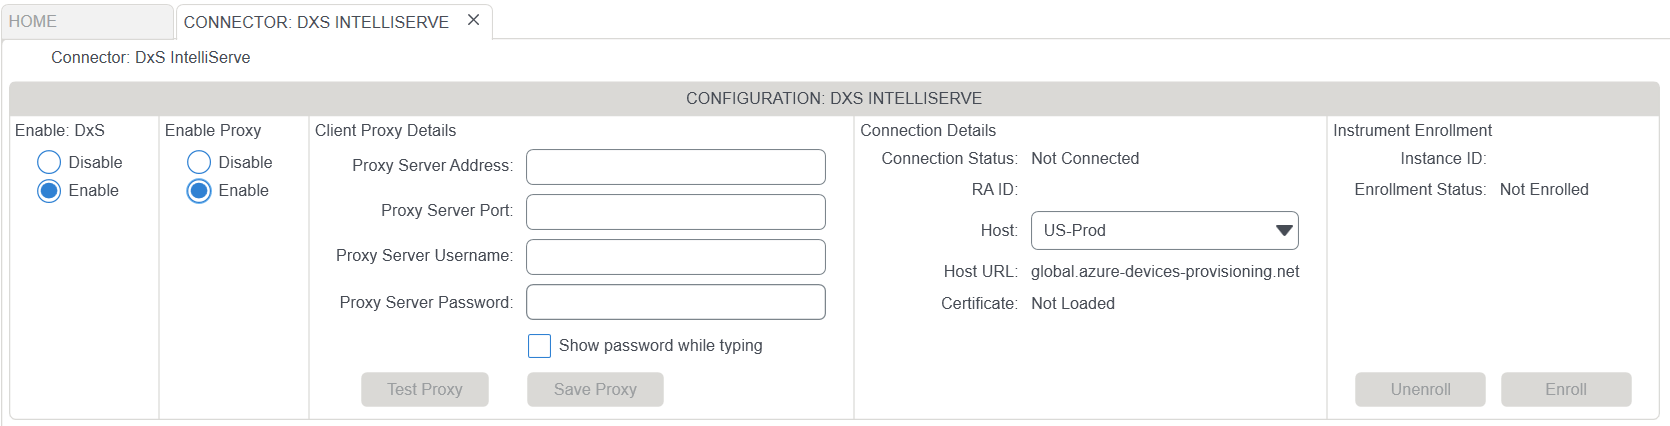 HOME
CONNECTOR: DXS INTELLISERVE
Connector: DxS IntelliServe
CONFIGURATION: DXS INTELLISERVE
Enable: DxS
Disable
Enable
Enable Proxy
Disable
Enable
Client Proxy Details
Proxy Server Address:
Proxy Server Port:
Proxy Server Username:
Proxy Server Password:
Show password while typing
Test Proxy
Save Proxy
Connection Details
Connection Status: Not Connected
RA ID:
Host: US-Prod
Host URL: global.azure-devices-provisioning.net
Certificate: Not Loaded
Instrument Enrollment
Instance ID:
Enrollment Status: Not Enrolled
Unenroll
Enroll